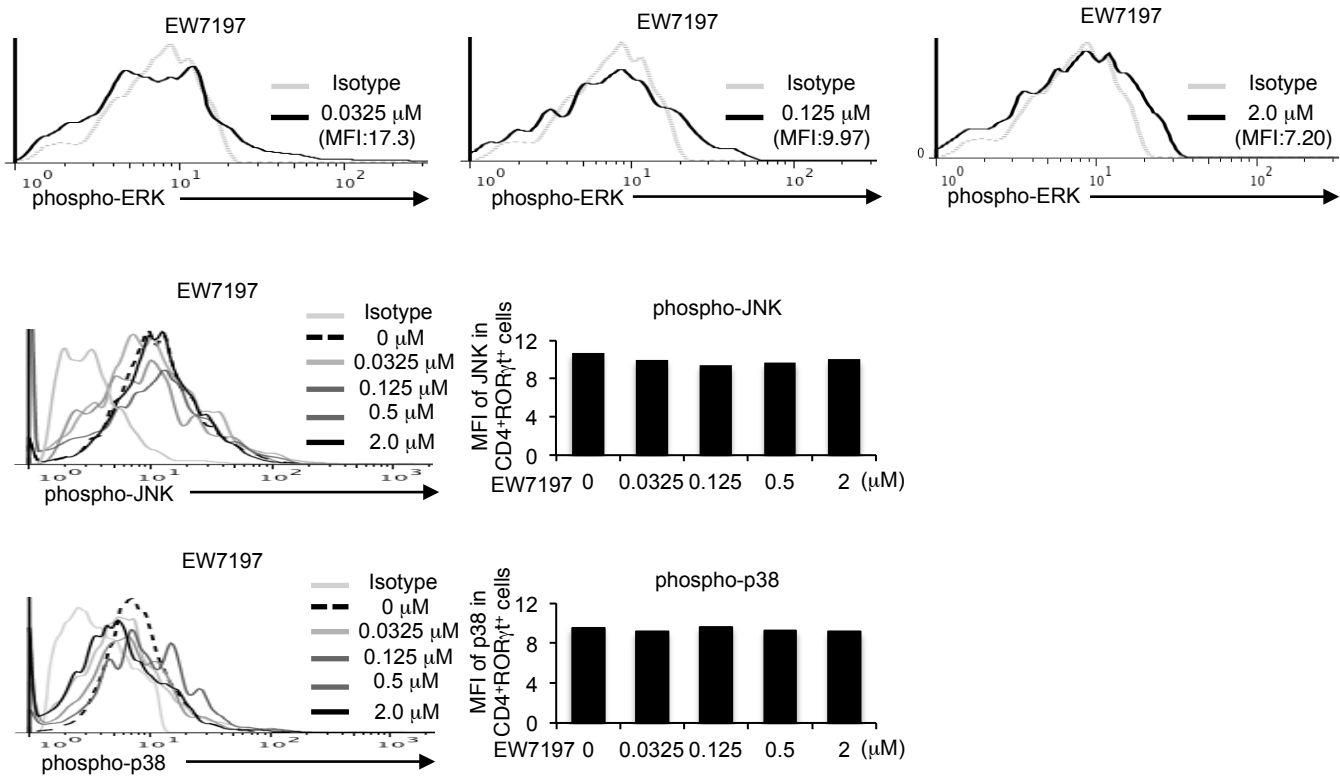 EW7197
Isotype
0.0325 μM
(MFI:17.3)
10⁰ 10¹ 10²
phospho-ERK
EW7197
Isotype
0.125 μM
(MFI:9.97)
10⁰ 10¹ 10²
phospho-ERK
EW7197
Isotype
2.0 μM
(MFI:7.20)
0
10⁰ 10¹ 10²
phospho-ERK
EW7197
Isotype
0 μM
0.0325 μM
0.125 μM
0.5 μM
2.0 μM
10⁰ 10¹ 10² 10³
phospho-JNK
phospho-JNK
MFI of JNK in
CD4⁺RORγt⁺ cells
12
8
4
0
EW7197 0 0.0325 0.125 0.5 2 (μM)
EW7197
Isotype
0 μM
0.0325 μM
0.125 μM
0.5 μM
2.0 μM
10⁰ 10¹ 10² 10³
phospho-p38
phospho-p38
MFI of p38 in
CD4⁺RORγt⁺ cells
12
8
4
0
EW7197 0 0.0325 0.125 0.5 2 (μM)